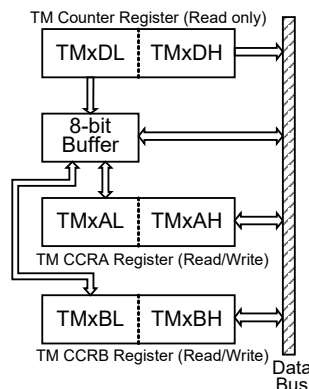 TM Counter Register (Read only)
TMxDL TMxDH
8-bit
Buffer
TMxAL TMxAH
TM CCRA Register (Read/Write)
TMxBL TMxBH
TM CCRB Register (Read/Write)
Data
Bus